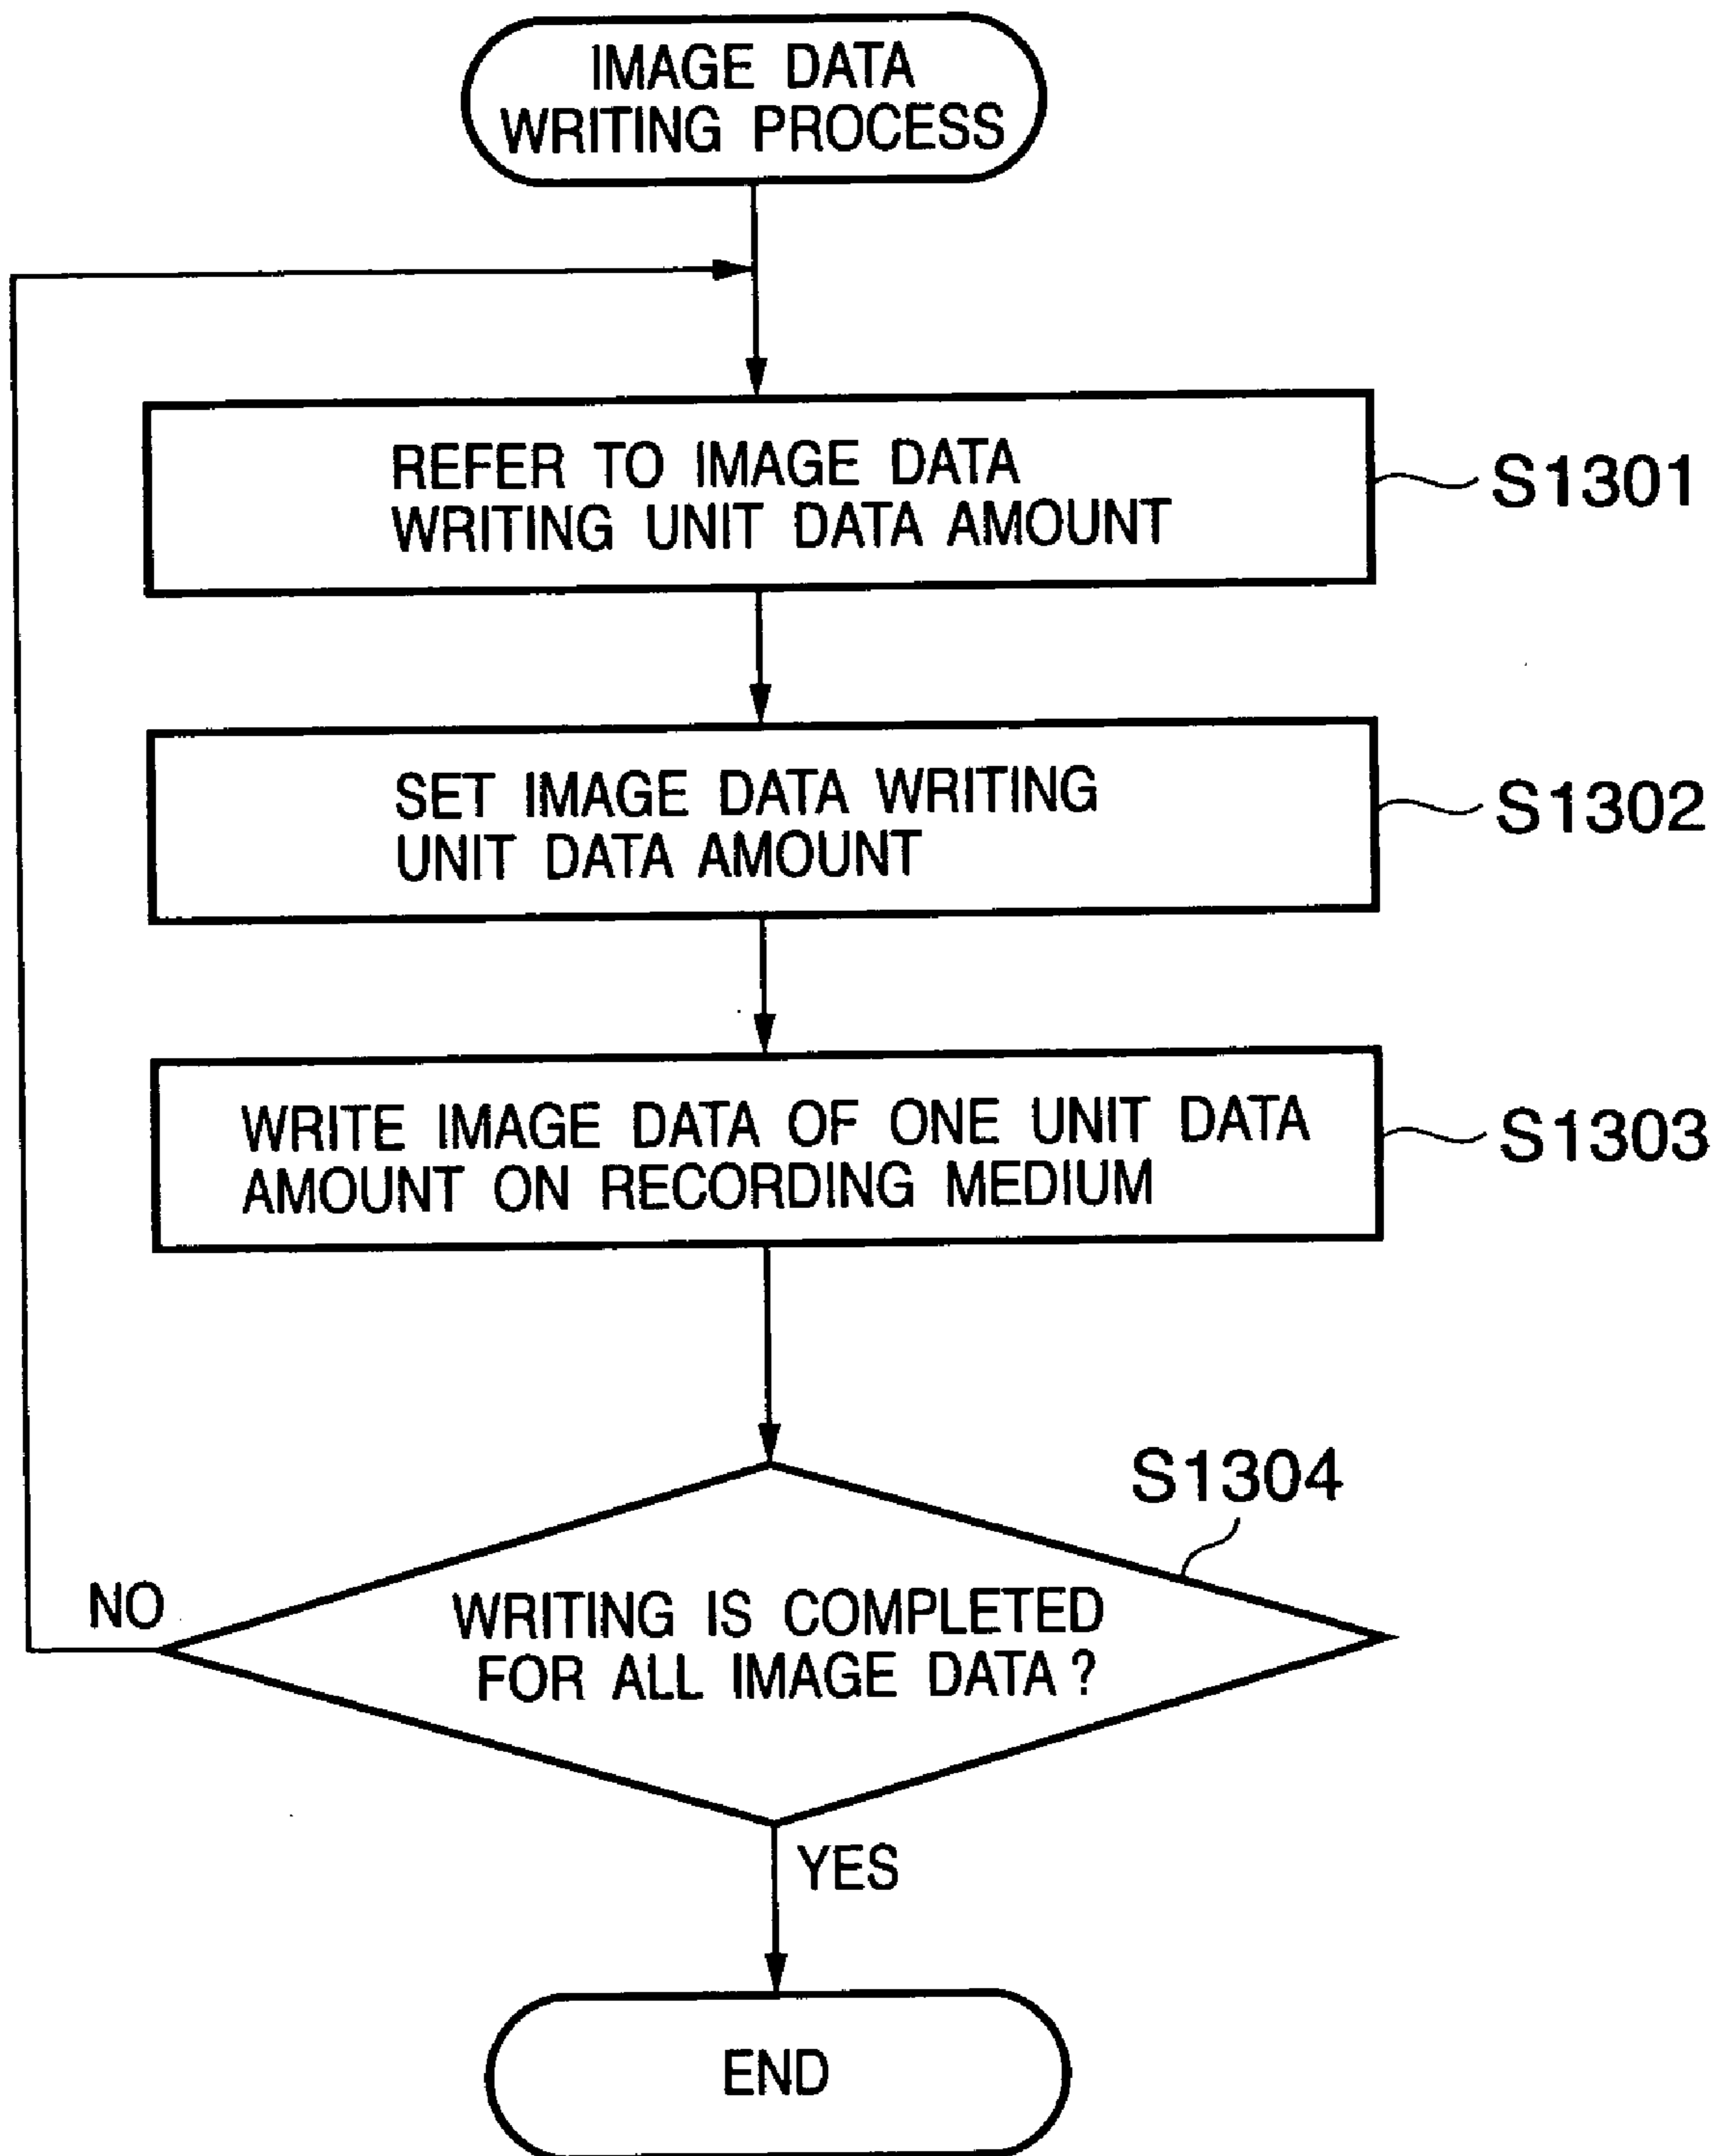 IMAGE DATA
WRITING PROCESS
REFER TO IMAGE DATA
WRITING UNIT DATA AMOUNT
S1301
SET IMAGE DATA WRITING
UNIT DATA AMOUNT
S1302
WRITE IMAGE DATA OF ONE UNIT DATA
AMOUNT ON RECORDING MEDIUM
S1303
S1304
NO
WRITING IS COMPLETED
FOR ALL IMAGE DATA ?
YES
END